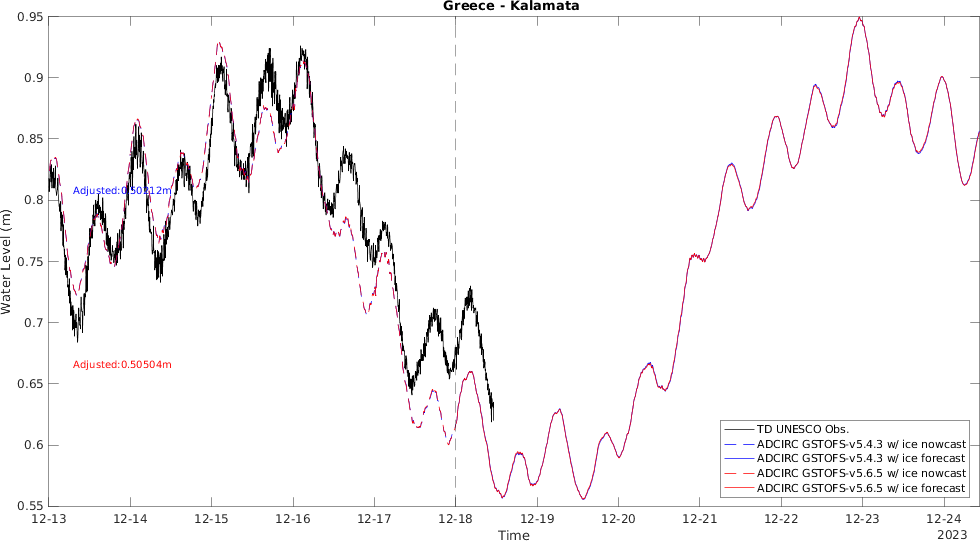 Greece - Kalamata
Water Level (m)
0.95
0.9
0.85
0.8
0.75
0.7
0.65
0.6
0.55
Adjusted:0.50212m
Adjusted:0.50504m
TD UNESCO Obs.
ADCIRC GSTOFS-v5.4.3 w/ ice nowcast
ADCIRC GSTOFS-v5.4.3 w/ ice forecast
ADCIRC GSTOFS-v5.6.5 w/ ice nowcast
ADCIRC GSTOFS-v5.6.5 w/ ice forecast
12-13 12-14 12-15 12-16 12-17 12-18 12-19 12-20 12-21 12-22 12-23 12-24
Time
2023